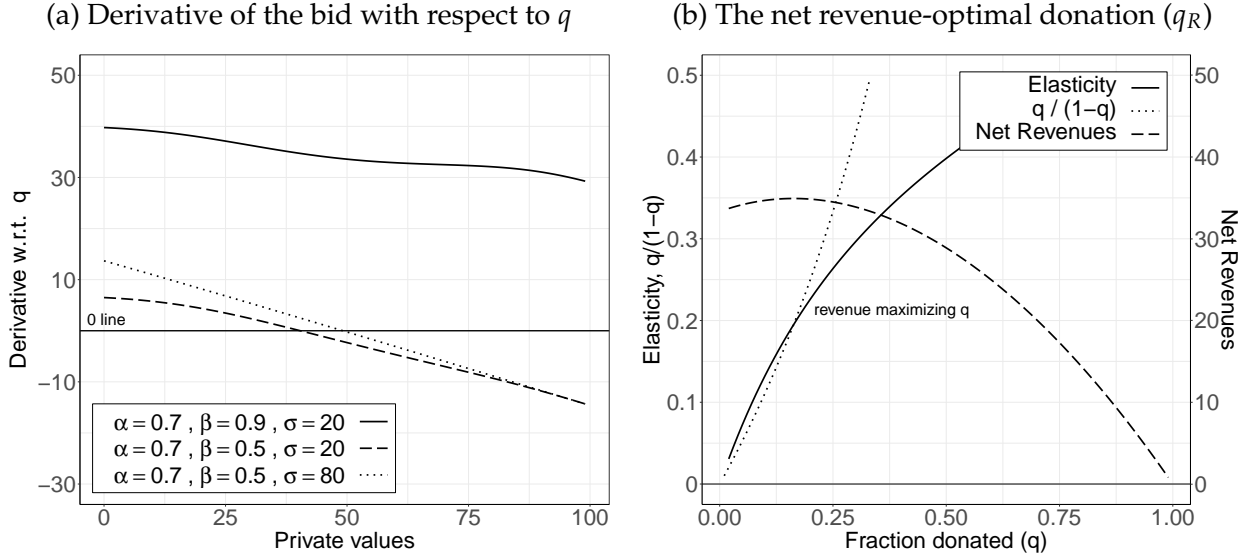 (a) Derivative of the bid with respect to q
50
30
10
−10
−30
Derivative w.r.t. q
0 line
α = 0.7 , β = 0.9 , σ = 20
α = 0.7 , β = 0.5 , σ = 20
α = 0.7 , β = 0.5 , σ = 80
0
25
50
75
100
Private values
(b) The net revenue-optimal donation (qR)
0.5
0.4
0.3
0.2
0.1
0
Elasticity, q/(1−q)
Elasticity
q / (1−q)
Net Revenues
revenue maximizing q
50
40
30
20
10
0
Net Revenues
0.00
0.25
0.50
0.75
1.00
Fraction donated (q)